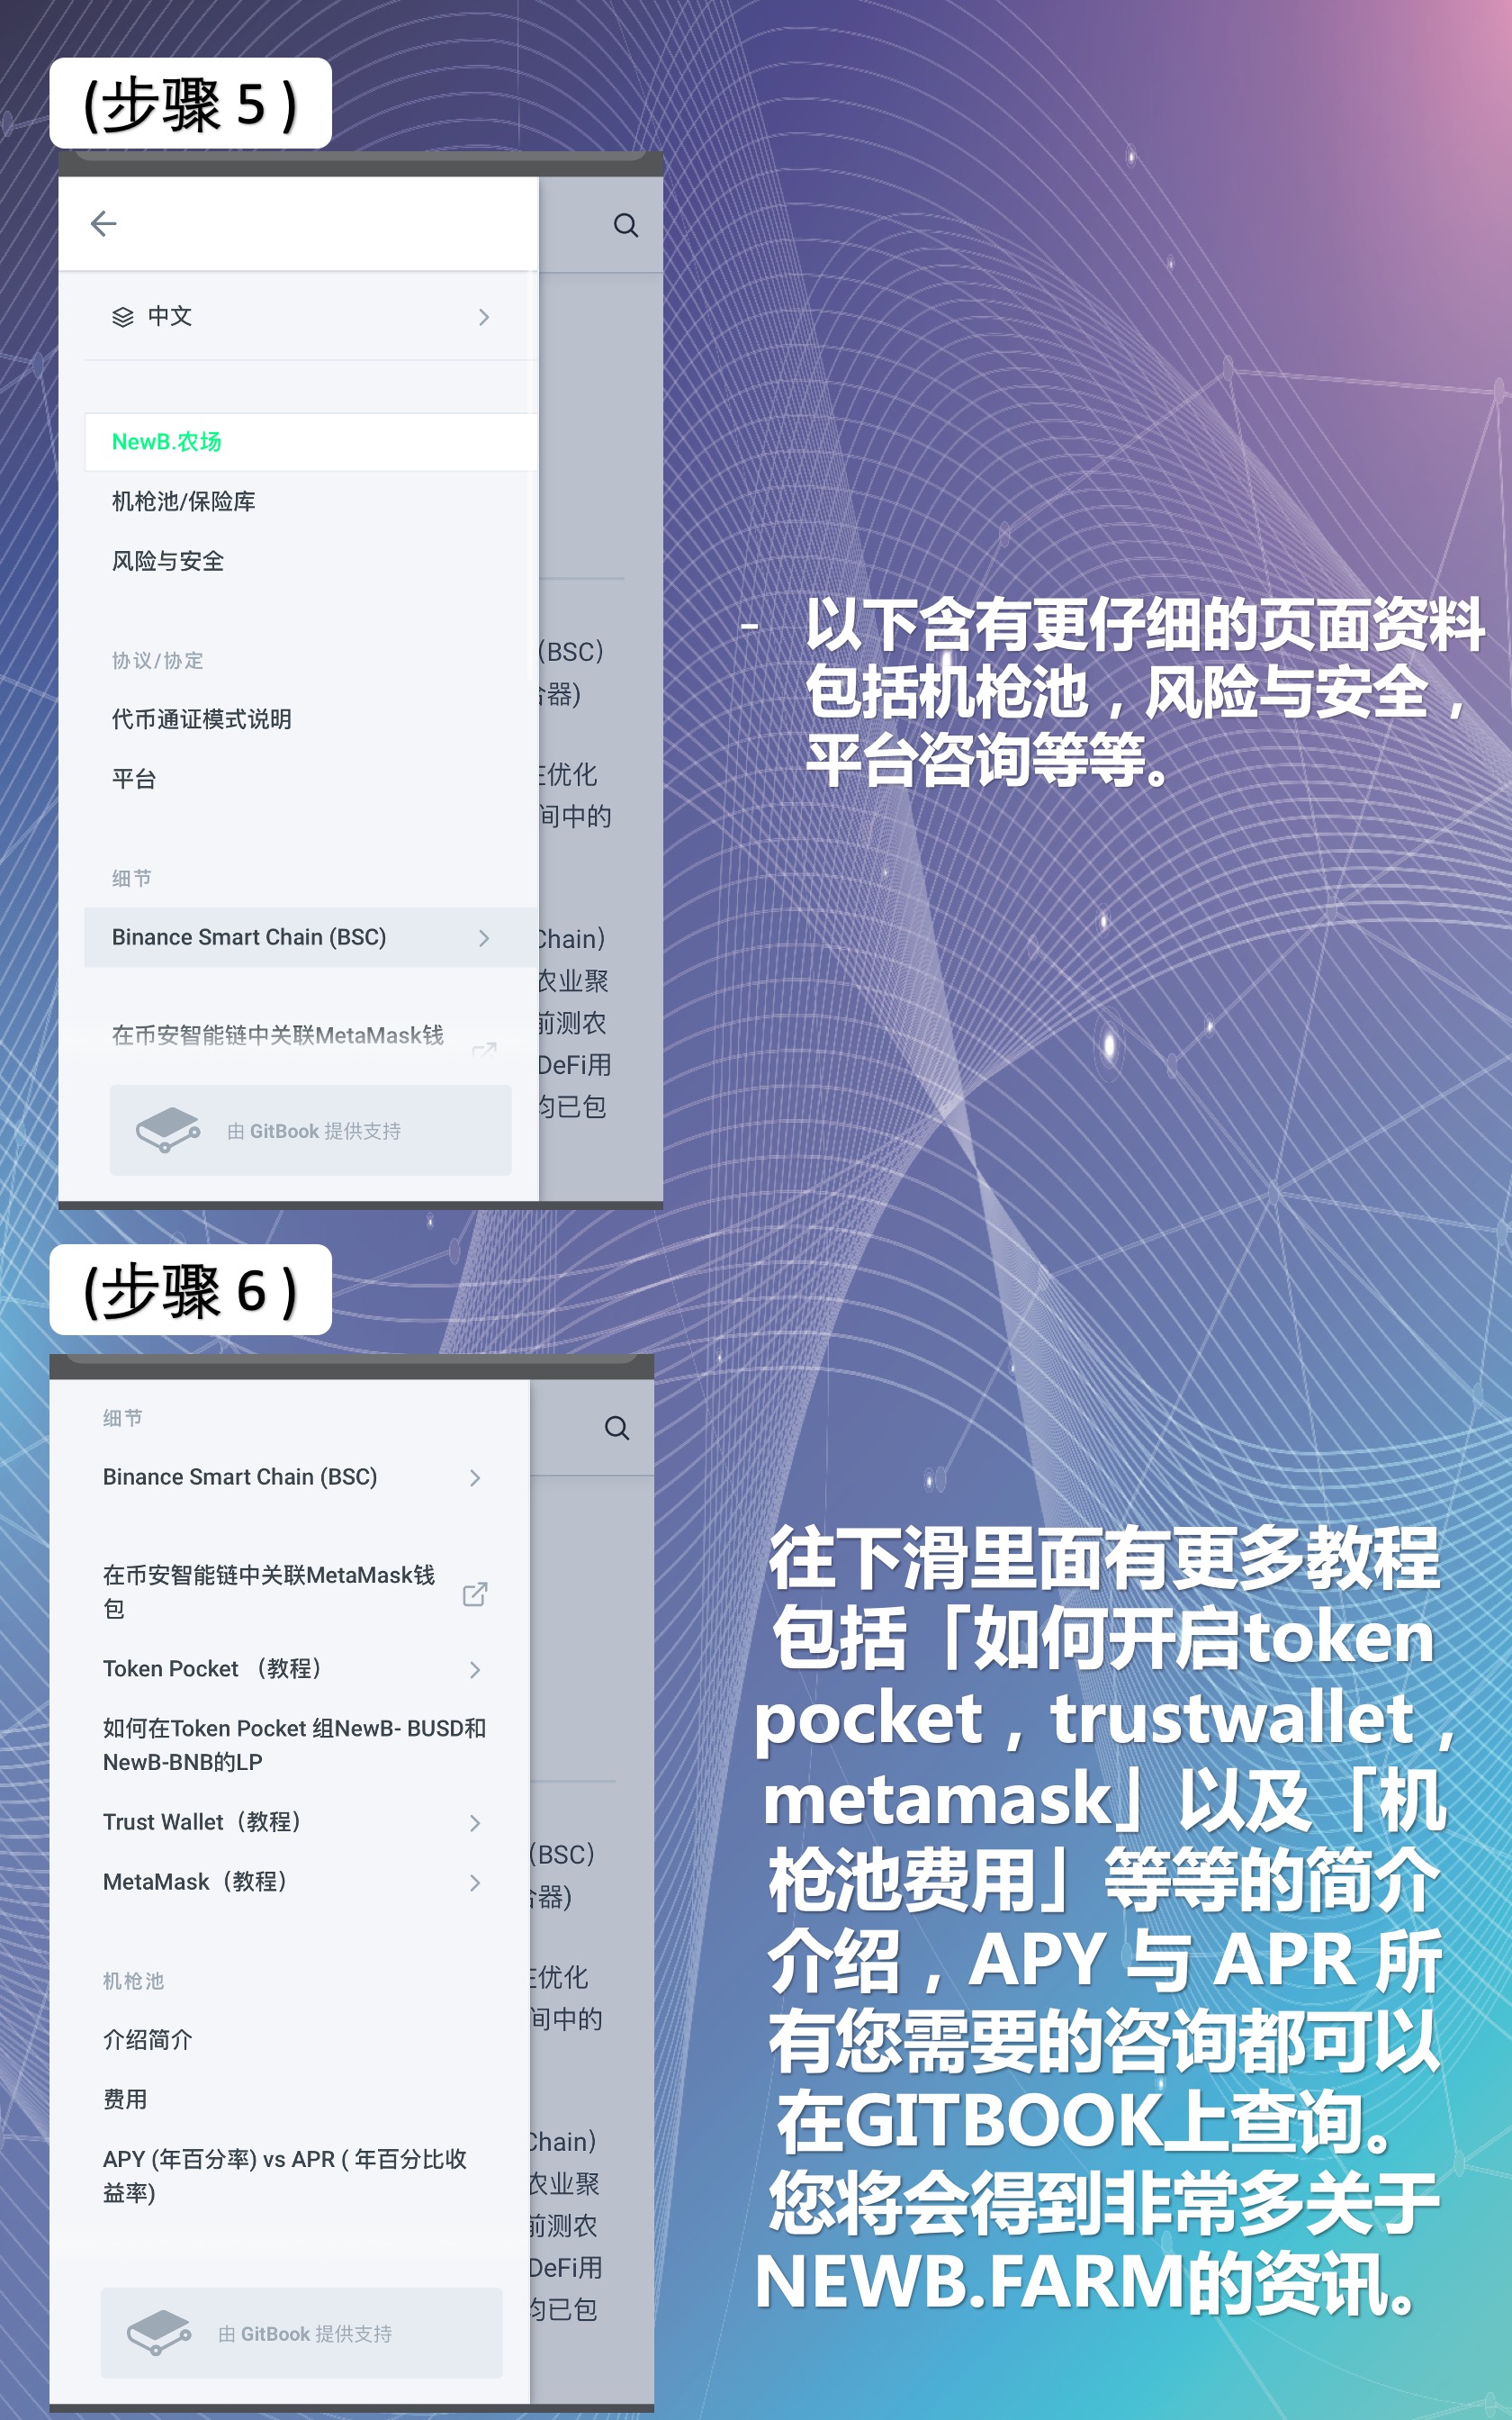 (步骤 5 )
中文
NewB.农场
机枪池/保险库
风险与安全
协议/协定
代币通证模式说明
平台
细节
Binance Smart Chain (BSC)
在币安智能链中关联MetaMask钱
由 GitBook 提供支持
(BSC)
器)
优化
间中的
Chain)
农业聚
前测农
DeFi用
均已包
- 以下含有更仔细的页面资料
包括机枪池，风险与安全，
平台咨询等等。
(步骤 6 )
细节
Binance Smart Chain (BSC)
在币安智能链中关联MetaMask钱
包
Token Pocket （教程）
如何在Token Pocket 组NewB- BUSD和
NewB-BNB的LP
Trust Wallet（教程）
MetaMask（教程）
机枪池
介绍简介
费用
APY (年百分率) vs APR ( 年百分比收
益率)
由 GitBook 提供支持
(BSC)
器)
优化
间中的
Chain)
农业聚
前测农
DeFi用
均已包
往下滑里面有更多教程
包括「如何开启token
pocket，trustwallet，
metamask」以及「机
枪池费用」等等的简介
介绍，APY 与 APR 所
有您需要的咨询都可以
在GITBOOK上查询。
您将会得到非常多关于
NEWB.FARM的资讯。